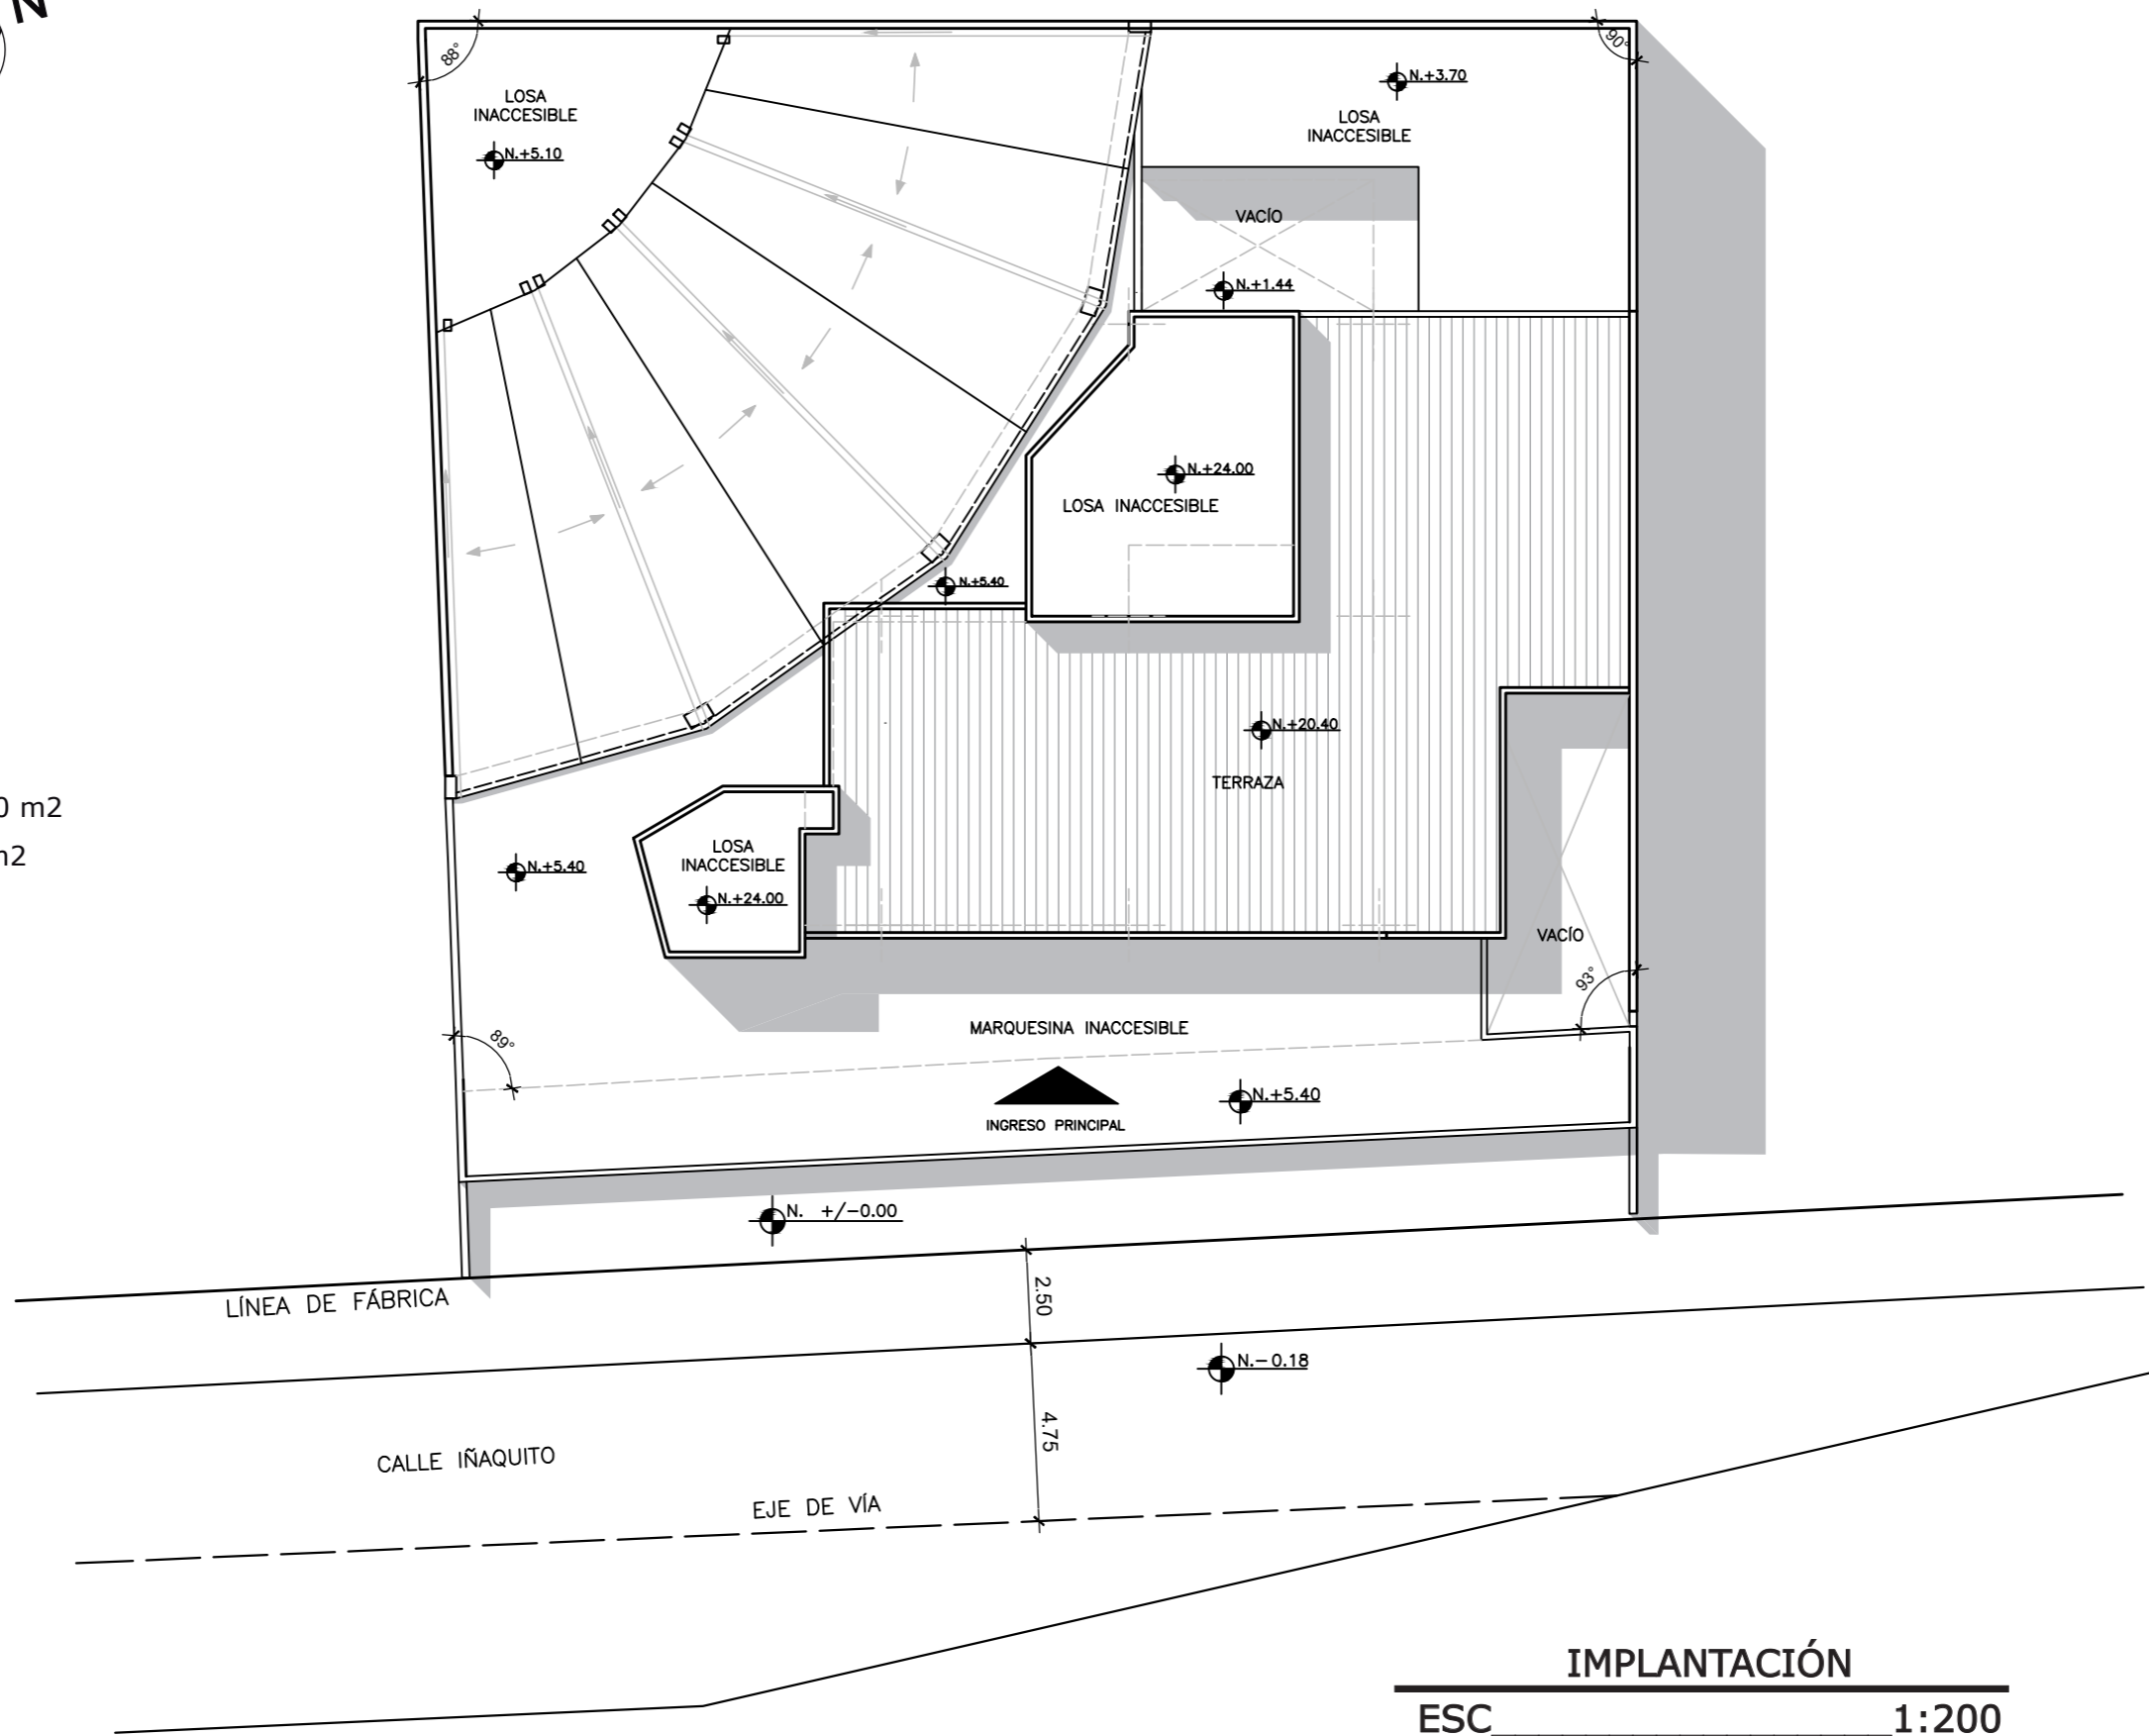 N
88°
90°
N.+3.70
LOSA
INACCESIBLE
LOSA
INACCESIBLE
N.+5.10
VACÍO
N.+1.44
N.+24.00
LOSA INACCESIBLE
N.+5.40
N.+20.40
TERRAZA
0 m2
m2
LOSA
INACCESIBLE
N.+24.00
N.+5.40
VACÍO
93°
MARQUESINA INACCESIBLE
89°
N.+5.40
INGRESO PRINCIPAL
N. +/-0.00
LÍNEA DE FÁBRICA
2.50
N.-0.18
4.75
CALLE IÑAQUITO
EJE DE VÍA
IMPLANTACIÓN
ESC____________________1:200